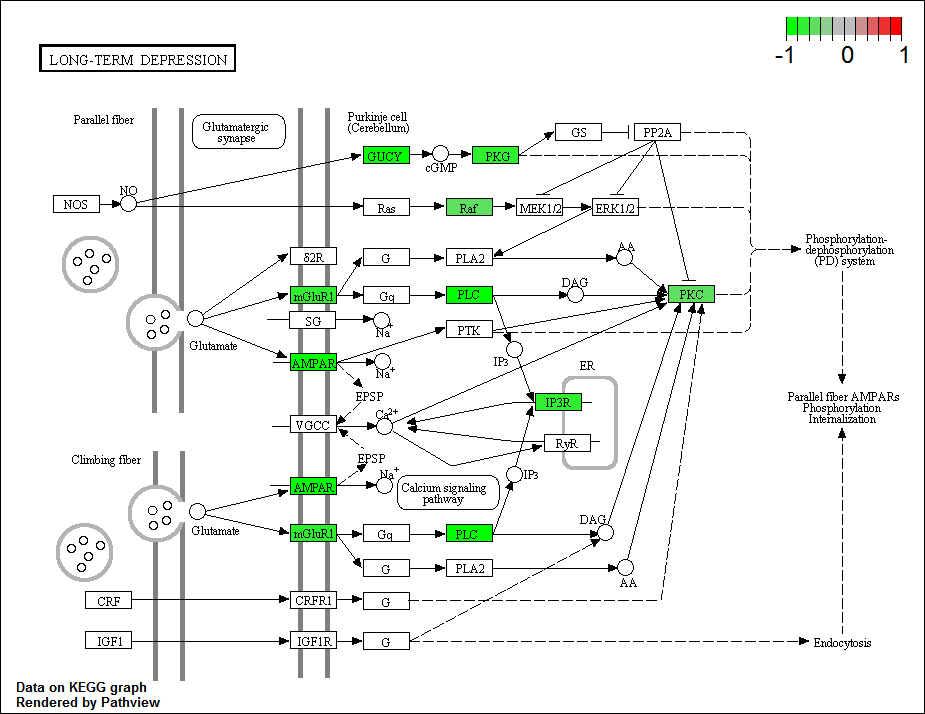 -1 0 1
LONG-TERM DEPRESSION
Parallel fiber
Glutamatergic
synapse
Purkinje cell
(Cerebellum)
GS
PP2A
GUCY
cGMP
PKG
NO
NOS
Ras
Raf
MEK1/2
ERK1/2
δ2R
G
PLA2
AA
Phosphorylation-
dephosphorylation
(PD) system
mGluR1
Gq
PLC
DAG
PKC
SG
Na+
PTK
Glutamate
AMPAR
Na+
IP3
ER
EPSP
IP3R
Parallel fiber AMPARs
Phosphorylation
Internalization
VGCC
Ca2+
RyR
Climbing fiber
EPSP
Na+
IP3
AMPAR
Calcium signaling
pathway
Glutamate
mGluR1
Gq
PLC
DAG
G
PLA2
AA
CRF
CRFR1
G
IGF1
IGF1R
G
Endocytosis
Data on KEGG graph
Rendered by Pathview